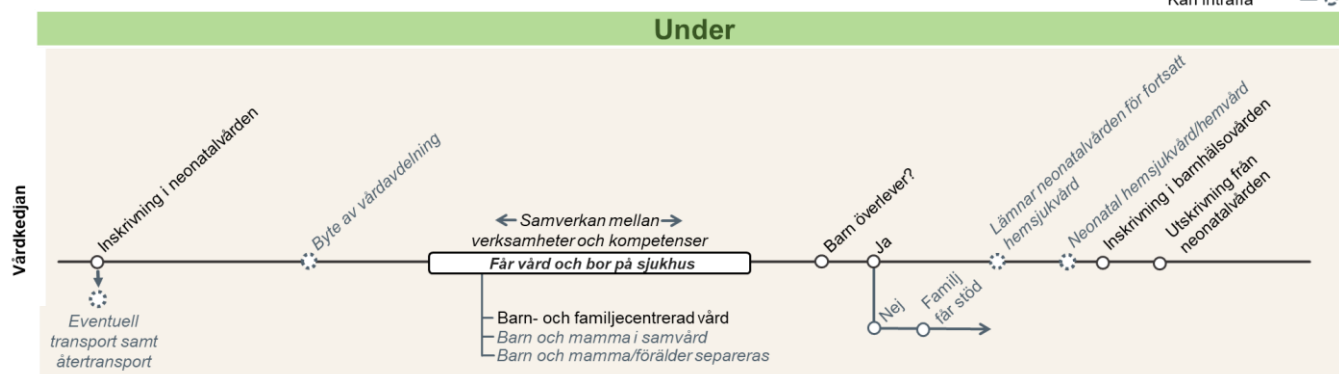 Kan inträffa
Under
Vårdkedjan
Inskrivning i neonatalvården
Eventuell
transport samt
återtransport
Byte av vårdavdelning
Samverkan mellan
verksamheter och kompetenser
Får vård och bor på sjukhus
Barn- och familjecentrerad vård
Barn och mamma i samvård
Barn och mamma/förälder separeras
Barn överlever?
Ja
Nej
Familj
får stöd
Lämnar neonatalvården för fortsatt
hemsjukvård
Neonatal hemsjukvård/hemvård
Inskrivning i barnhälsovården
Utskrivning från
neonatalvården